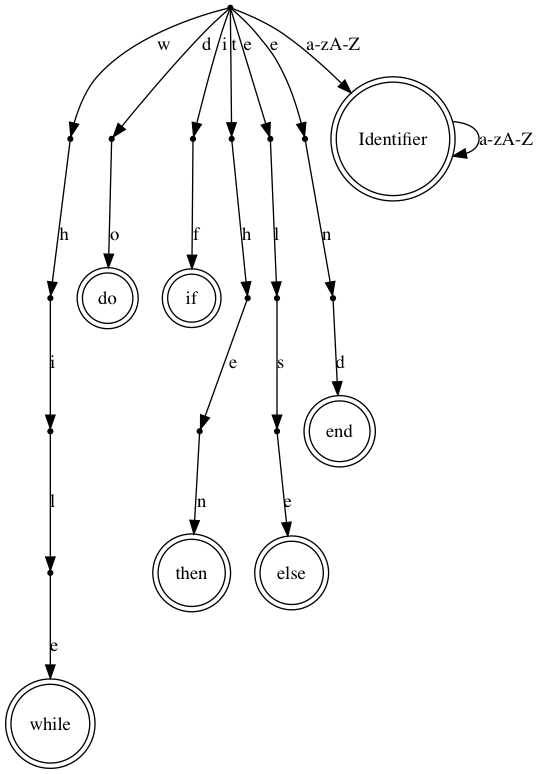 w d i t e e a-zA-Z
Identifier a-zA-Z
h o f h l n
do if
i e s d
end
l n e
then else
e
while